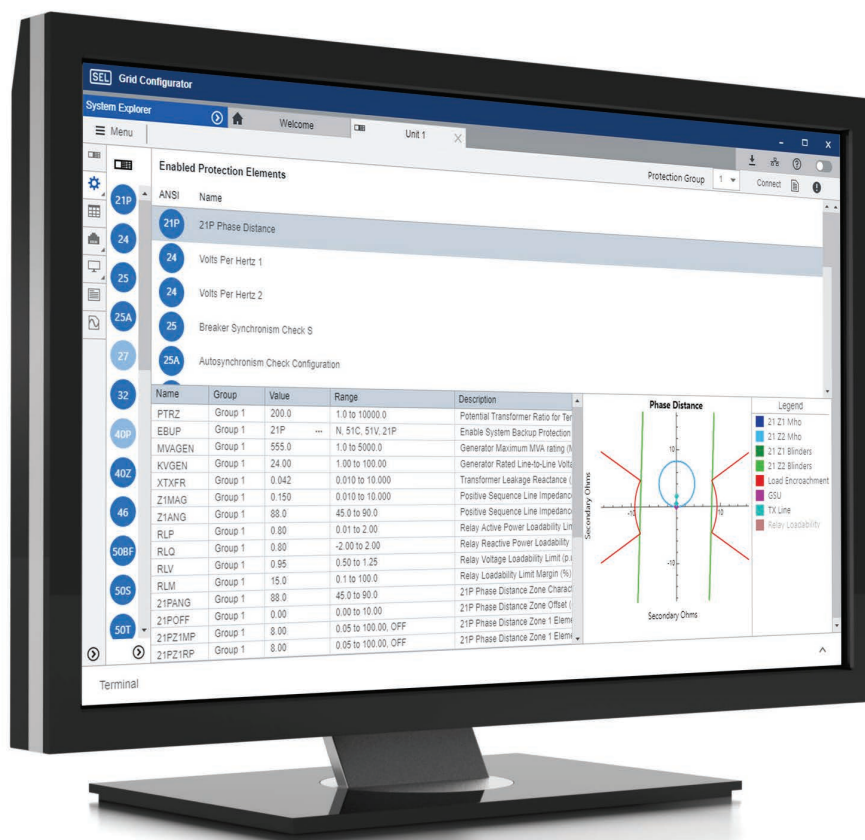 SEL Grid Configurator
System Explorer
Welcome
Unit 1
Menu
Enabled Protection Elements
Protection Group 1
Connect
ANSI Name
21P 21P Phase Distance
24 Volts Per Hertz 1
24 Volts Per Hertz 2
25 Breaker Synchronism Check S
25A Autosynchronism Check Configuration
21P
24
25
25A
27
32
40P
40Z
46
50BF
50S
50T
Name Group Value Range Description
PTRZ Group 1 200.0 1.0 to 10000.0 Potential Transformer Ratio for Ter
EBUP Group 1 21P ... N, 51C, 51V, 21P Enable System Backup Protection
MVAGEN Group 1 555.0 1.0 to 5000.0 Generator Maximum MVA rating (
KVGEN Group 1 24.00 1.00 to 100.00 Generator Rated Line-to-Line Volta
XTXFR Group 1 0.042 0.010 to 10.000 Transformer Leakage Reactance (
Z1MAG Group 1 0.150 0.010 to 10.000 Positive Sequence Line Impedance
Z1ANG Group 1 88.0 45.0 to 90.0 Positive Sequence Line Impedance
RLP Group 1 0.80 0.01 to 2.00 Relay Active Power Loadability Lim
RLQ Group 1 0.80 -2.00 to 2.00 Relay Reactive Power Loadability
RLV Group 1 0.95 0.50 to 1.25 Relay Voltage Loadability Limit (p.u
RLM Group 1 15.0 0.1 to 100.0 Relay Loadability Limit Margin (%)
21PANG Group 1 88.0 45.0 to 90.0 21P Phase Distance Zone Charact
21POFF Group 1 0.00 0.00 to 10.00 21P Phase Distance Zone Offset (
21PZ1MP Group 1 8.00 0.05 to 100.00, OFF 21P Phase Distance Zone 1 Eleme
21PZ1RP Group 1 8.00 0.05 to 100.00, OFF 21P Phase Distance Zone 1 Eleme
Phase Distance
Secondary Ohms
10
-10
10
-10
Secondary Ohms
Legend
21 Z1 Mho
21 Z2 Mho
21 Z1 Blinders
21 Z2 Blinders
Load Encroachment
GSU
TX Line
Relay Loadability
Terminal